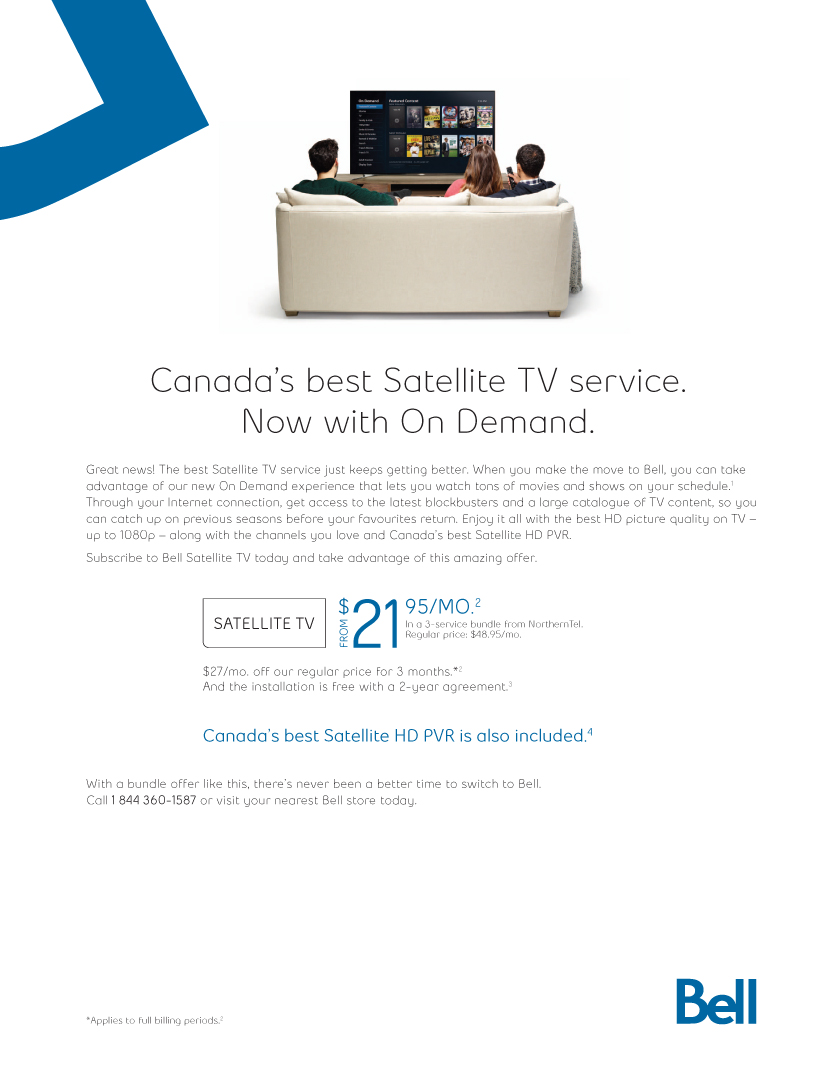 On Demand
Featured Content
Canada’s best Satellite TV service.
Now with On Demand.
Great news! The best Satellite TV service just keeps getting better. When you make the move to Bell, you can take
advantage of our new On Demand experience that lets you watch tons of movies and shows on your schedule.¹
Through your Internet connection, get access to the latest blockbusters and a large catalogue of TV content, so you
can catch up on previous seasons before your favourites return. Enjoy it all with the best HD picture quality on TV –
up to 1080p – along with the channels you love and Canada’s best Satellite HD PVR.
Subscribe to Bell Satellite TV today and take advantage of this amazing offer.
SATELLITE TV
FROM $21 95/MO.²
In a 3-service bundle from NorthernTel.
Regular price: $48.95/mo.
$27/mo. off our regular price for 3 months.*²
And the installation is free with a 2-year agreement.³
Canada’s best Satellite HD PVR is also included.⁴
With a bundle offer like this, there’s never been a better time to switch to Bell.
Call 1 844 360-1587 or visit your nearest Bell store today.
*Applies to full billing periods.²
Bell